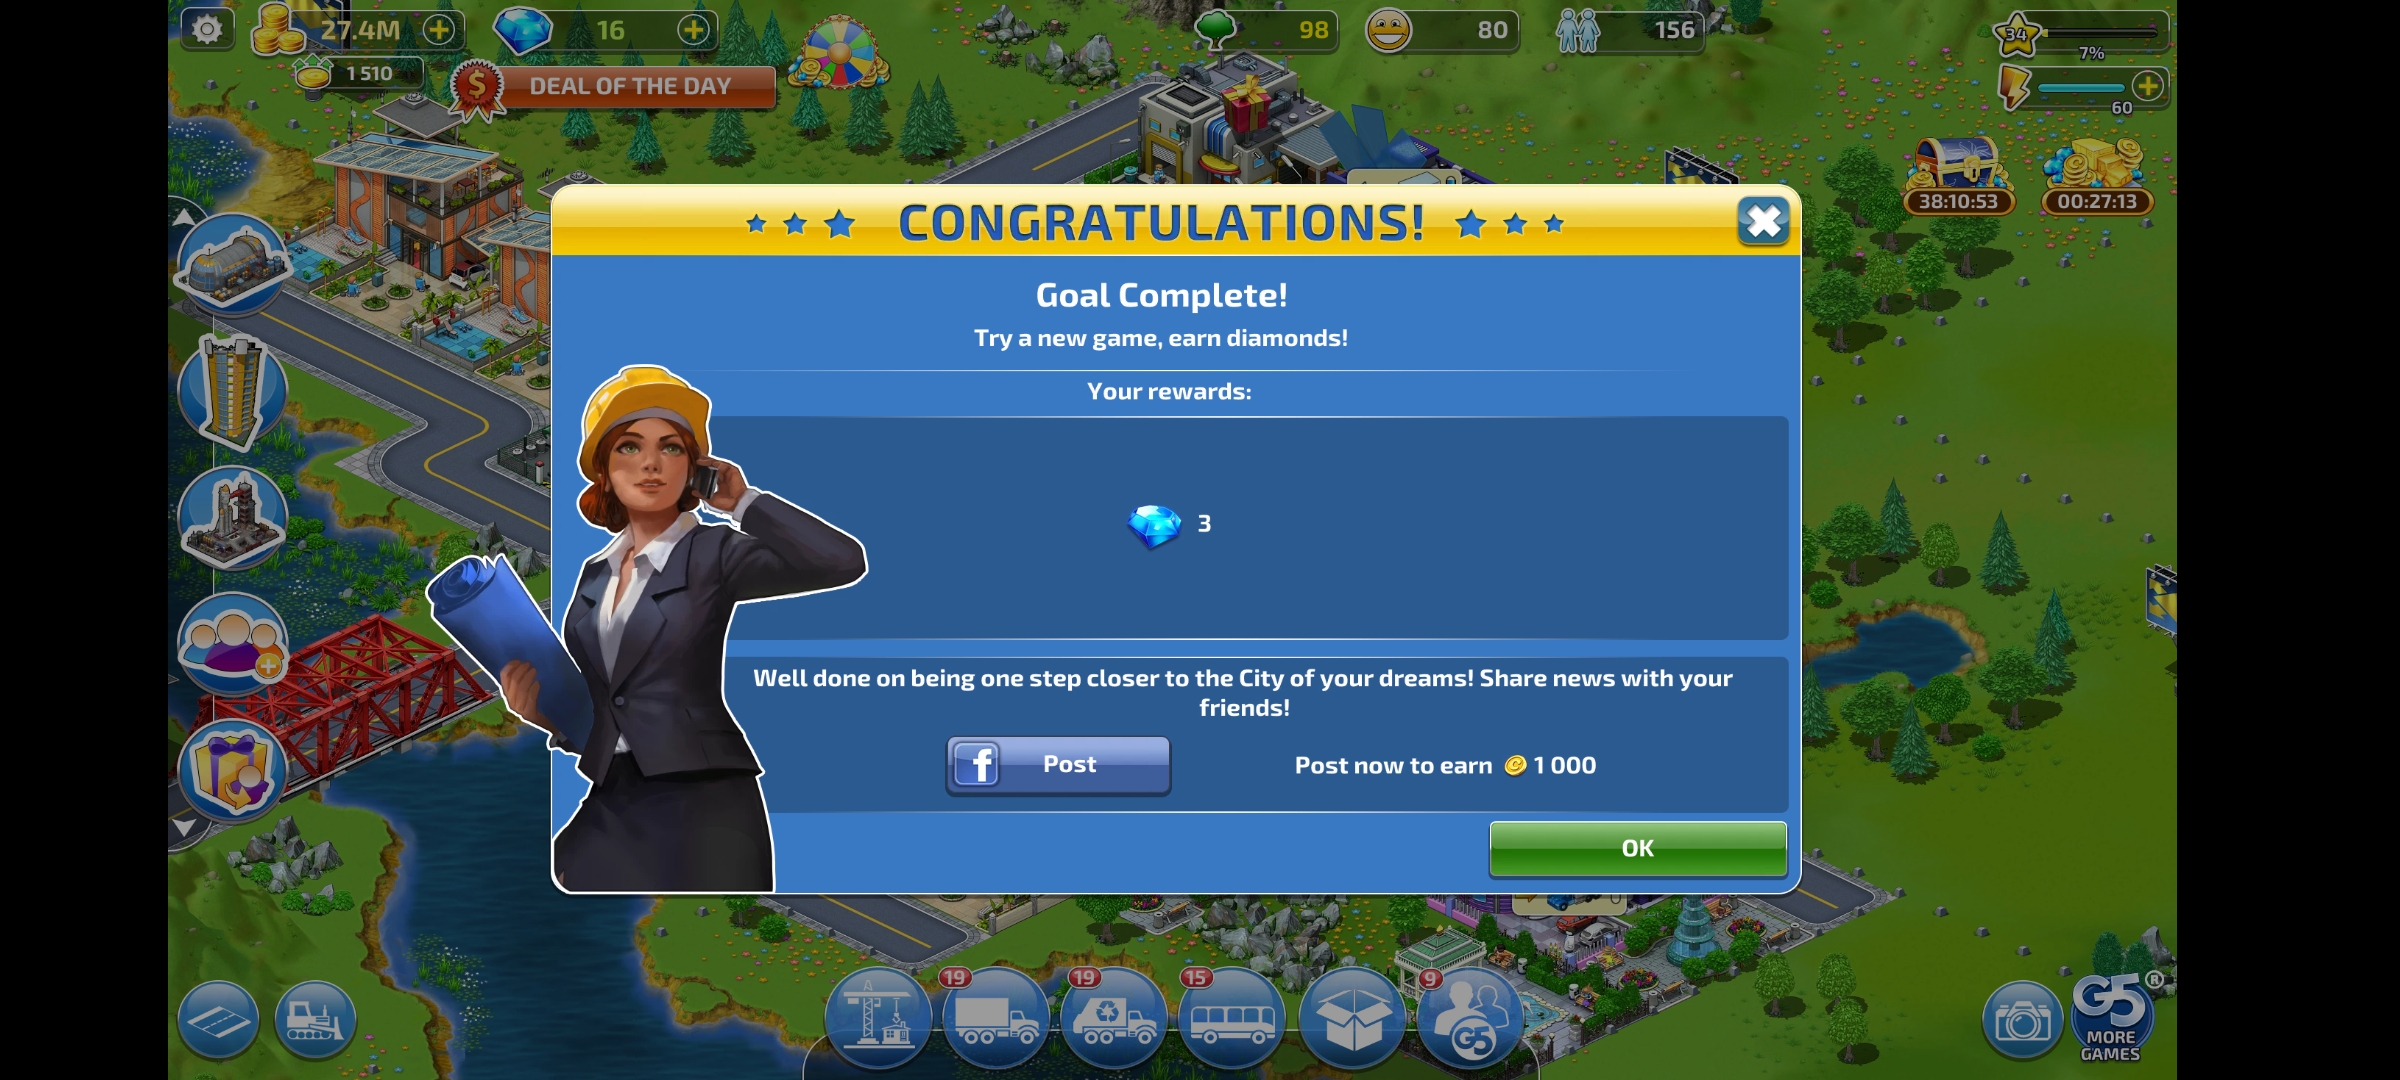 27.4M
16
98
80
156
34
7%
1 510
DEAL OF THE DAY
60
38:10:53
00:27:13
CONGRATULATIONS!
Goal Complete!
Try a new game, earn diamonds!
Your rewards:
3
Well done on being one step closer to the City of your dreams! Share news with your
friends!
f Post
Post now to earn 1 000
OK
19
19
15
9
G5
G5®
MORE
GAMES